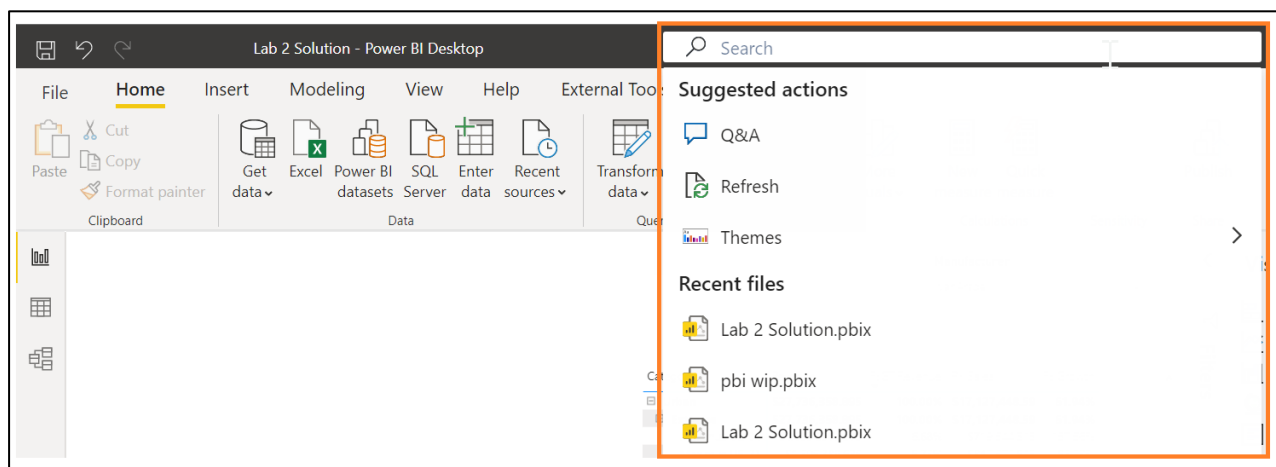 Lab 2 Solution - Power BI Desktop
Search
File Home Insert Modeling View Help External
Suggested actions
Cut
Copy
Format painter
Paste
Get data
Excel
Power BI datasets
SQL Server
Enter data
Recent sources
Transform data
Clipboard
Data
Q&A
Refresh
Themes
Recent files
Lab 2 Solution.pbix
pbi wip.pbix
Lab 2 Solution.pbix